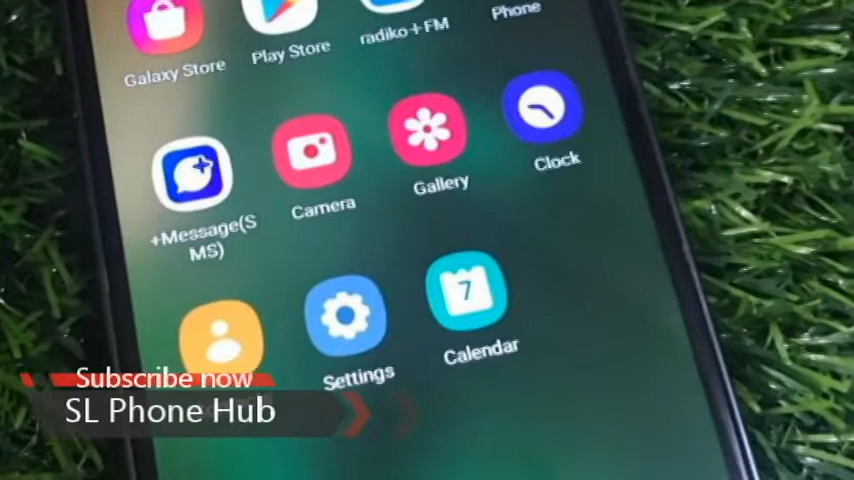 Galaxy Store
Play Store
radiko+FM
Phone
+Message(S
MS)
Camera
Gallery
Clock
7
Settings
Calendar
Subscribe now
SL Phone Hub